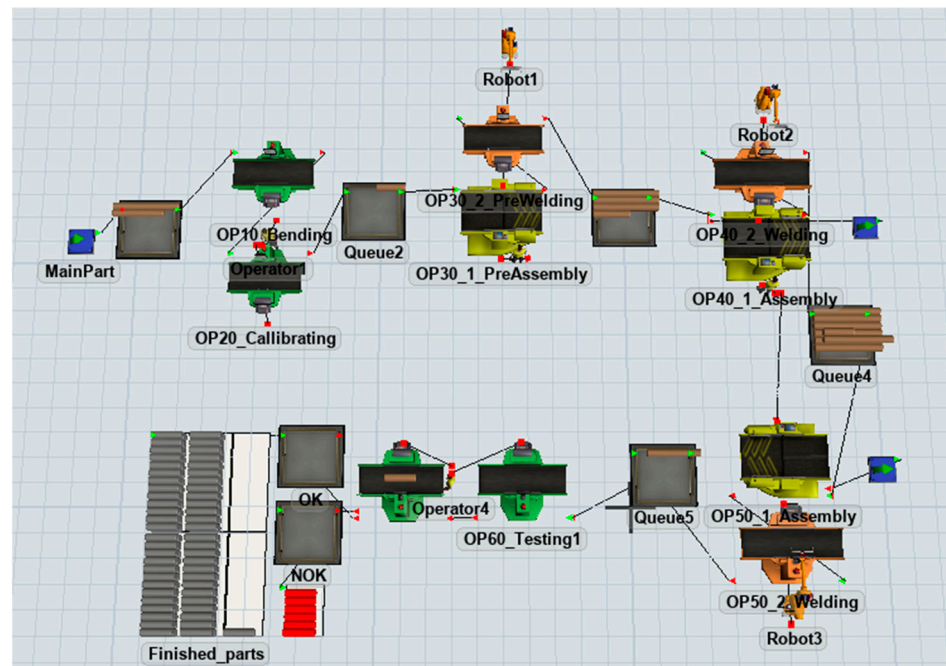 Robot1
Robot2
OP30_2_PreWelding
OP10_Bending
OP40_2_Welding
MainPart
Operator1
Queue2
OP30_1_PreAssembly
OP40_1_Assembly
OP20_Callibrating
Queue4
OK
Operator4
Queue5
OP50_1_Assembly
OP60_Testing1
NOK
OP50_2_Welding
Robot3
Finished_parts